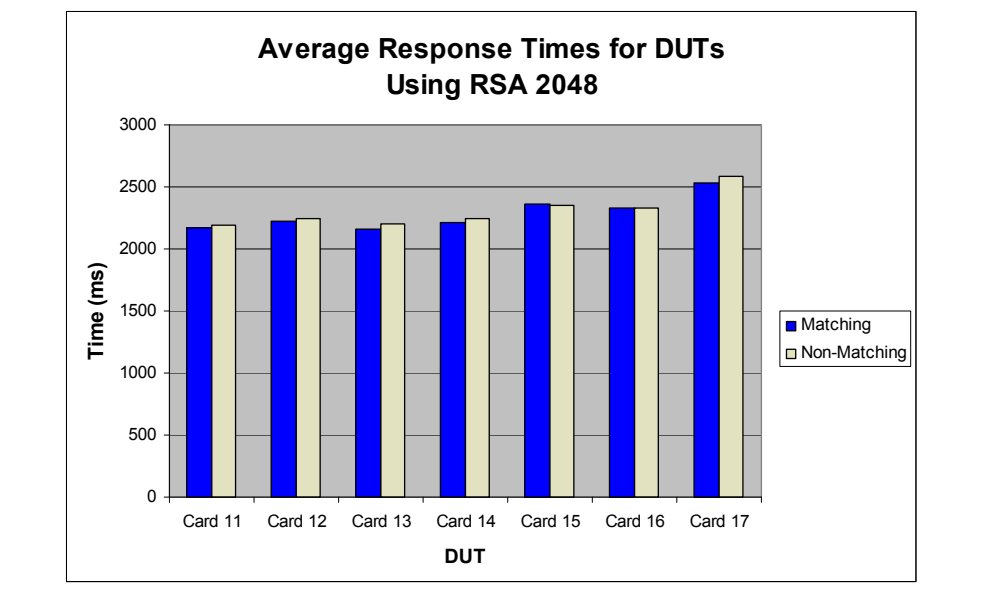 Average Response Times for DUTs
Using RSA 2048
3000
2500
2000
1500
1000
500
0
Time (ms)
Card 11 Card 12 Card 13 Card 14 Card 15 Card 16 Card 17
DUT
Matching
Non-Matching